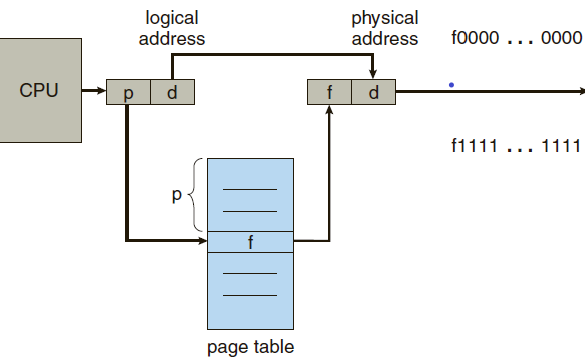 logical
address
physical
address
f0000 ... 0000
CPU
p
d
f
d
f1111 ... 1111
p
f
page table